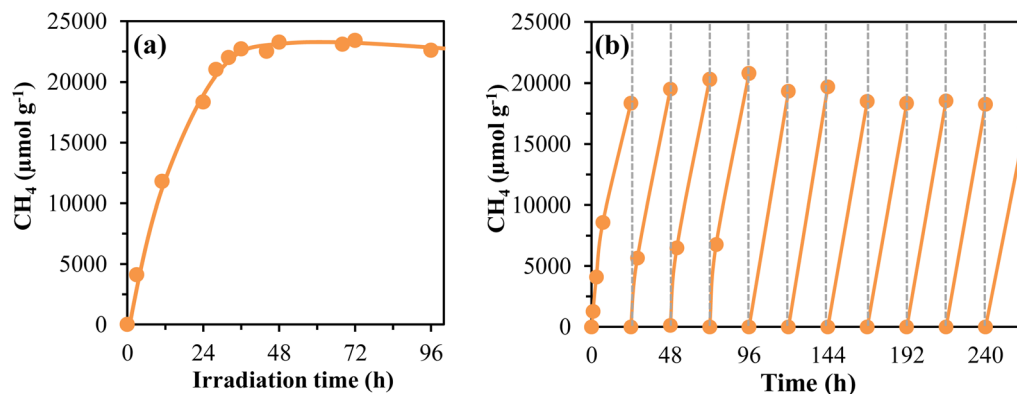 (a)
CH₄ (µmol g⁻¹)
25000
20000
15000
10000
5000
0
0 24 48 72 96
Irradiation time (h)
(b)
CH₄ (µmol g⁻¹)
25000
20000
15000
10000
5000
0
0 48 96 144 192 240
Time (h)